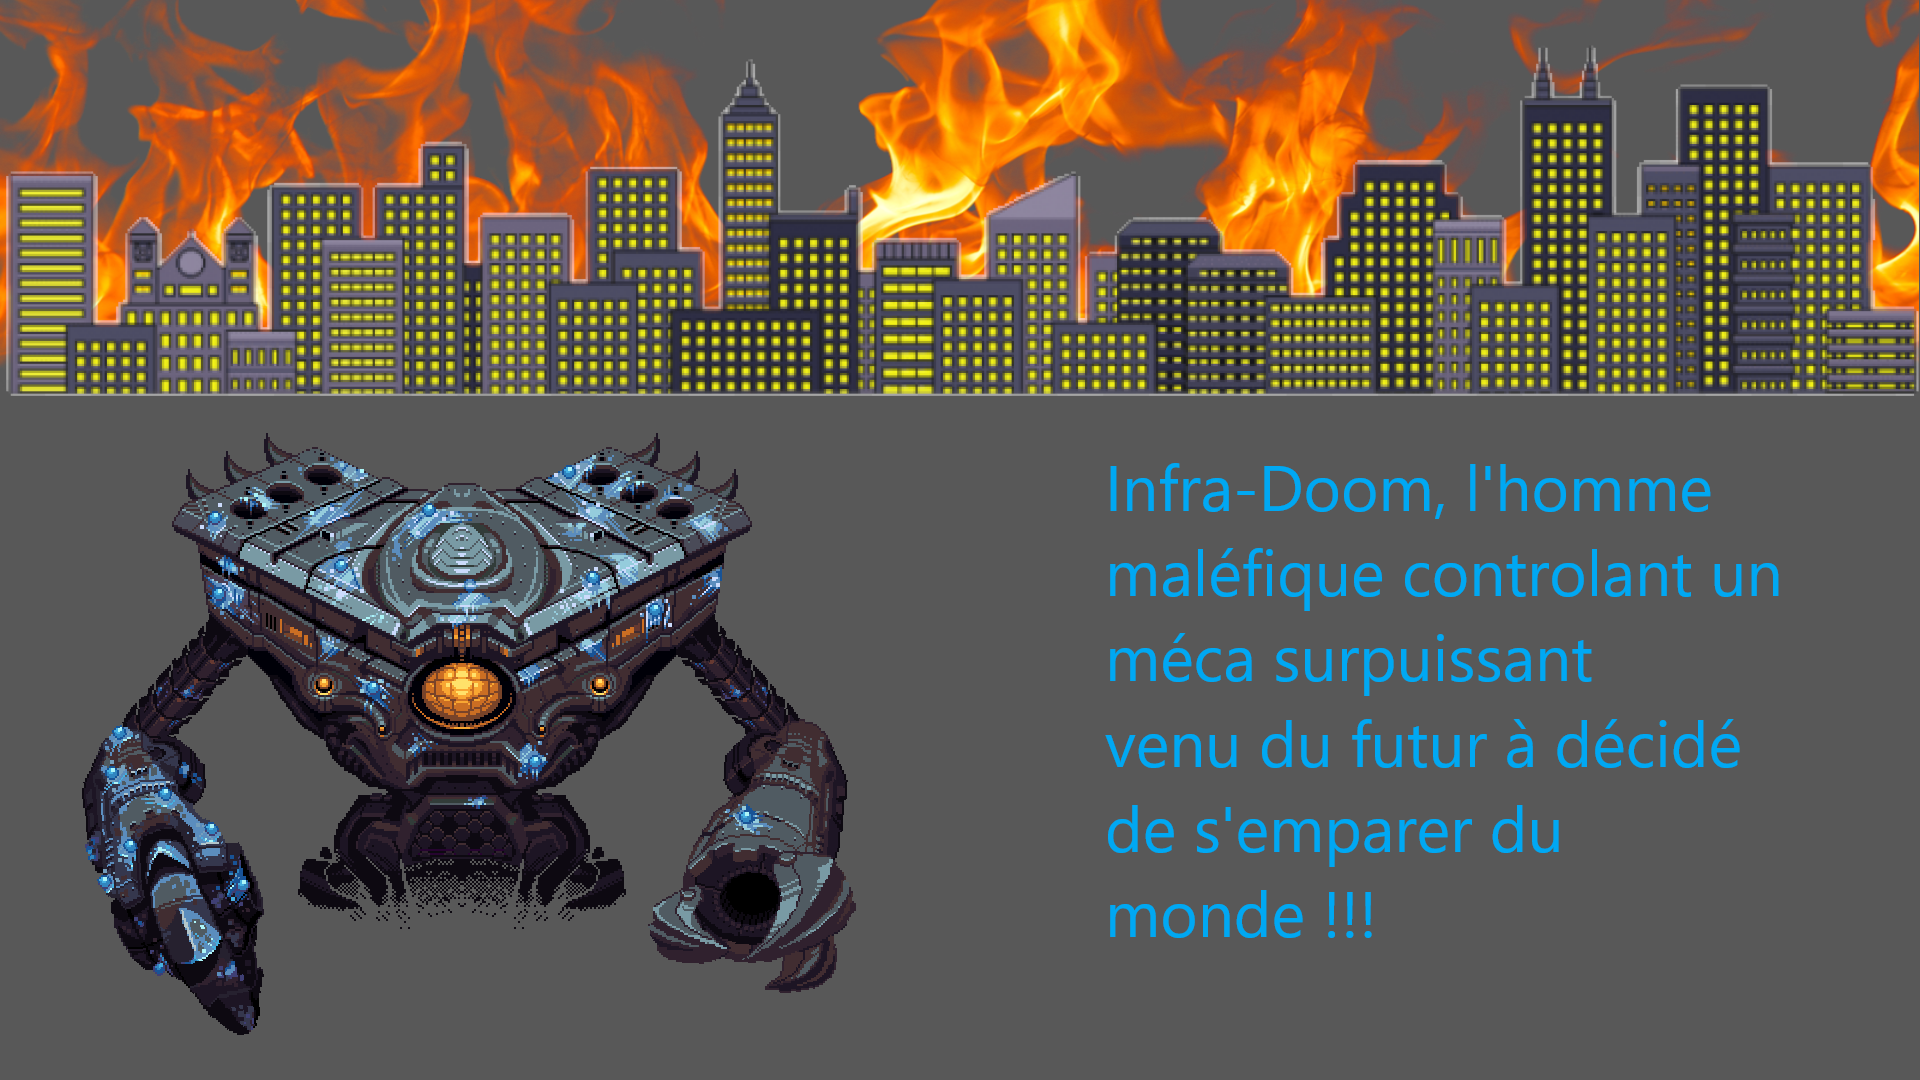 Infra-Doom, l'homme
maléfique controlant un
méca surpuissant
venu du futur à décidé
de s'emparer du
monde !!!